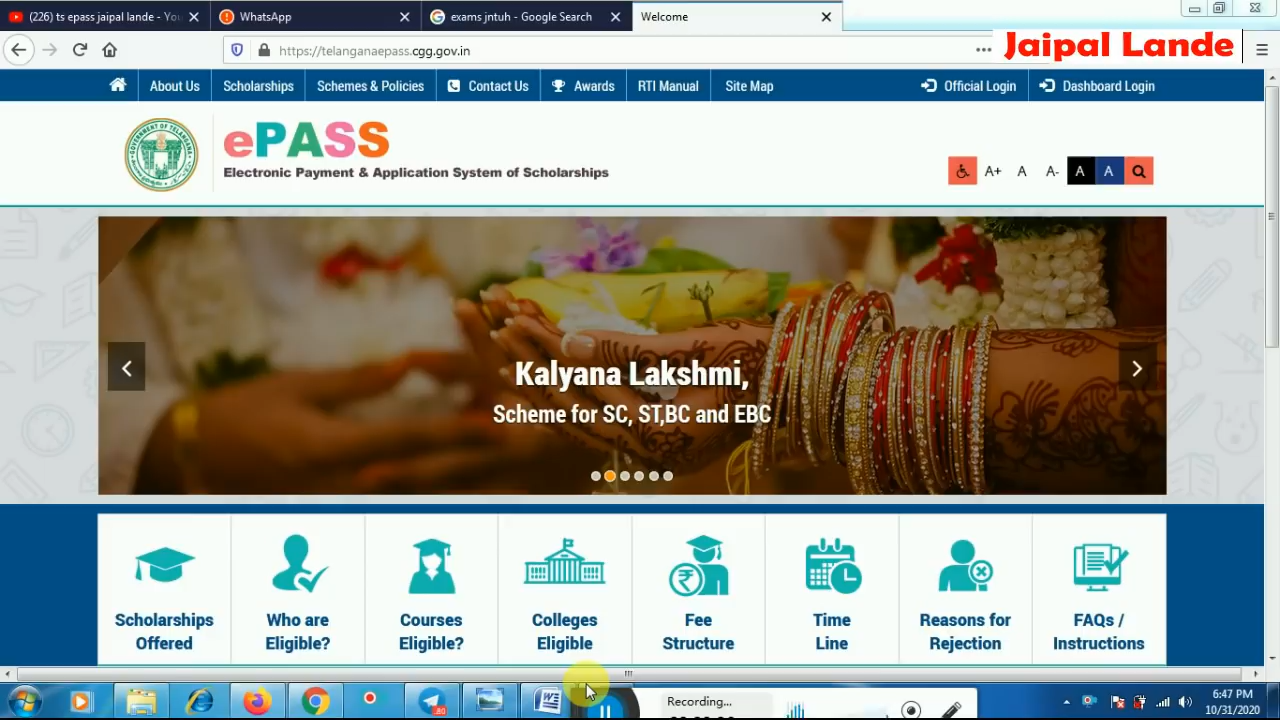 (226) ts epass jaipal lande - You
WhatsApp
exams jntuh - Google Search
Welcome
https://telanganaepass.cgg.gov.in
Jaipal Lande
About Us
Scholarships
Schemes & Policies
Contact Us
Awards
RTI Manual
Site Map
Official Login
Dashboard Login
ePASS
Electronic Payment & Application System of Scholarships
A+ A A- A A
Kalyana Lakshmi,
Scheme for SC, ST,BC and EBC
Scholarships
Offered
Who are
Eligible?
Courses
Eligible?
Colleges
Eligible
Fee
Structure
Time
Line
Reasons for
Rejection
FAQs /
Instructions
Recording...
6:47 PM
10/31/2020